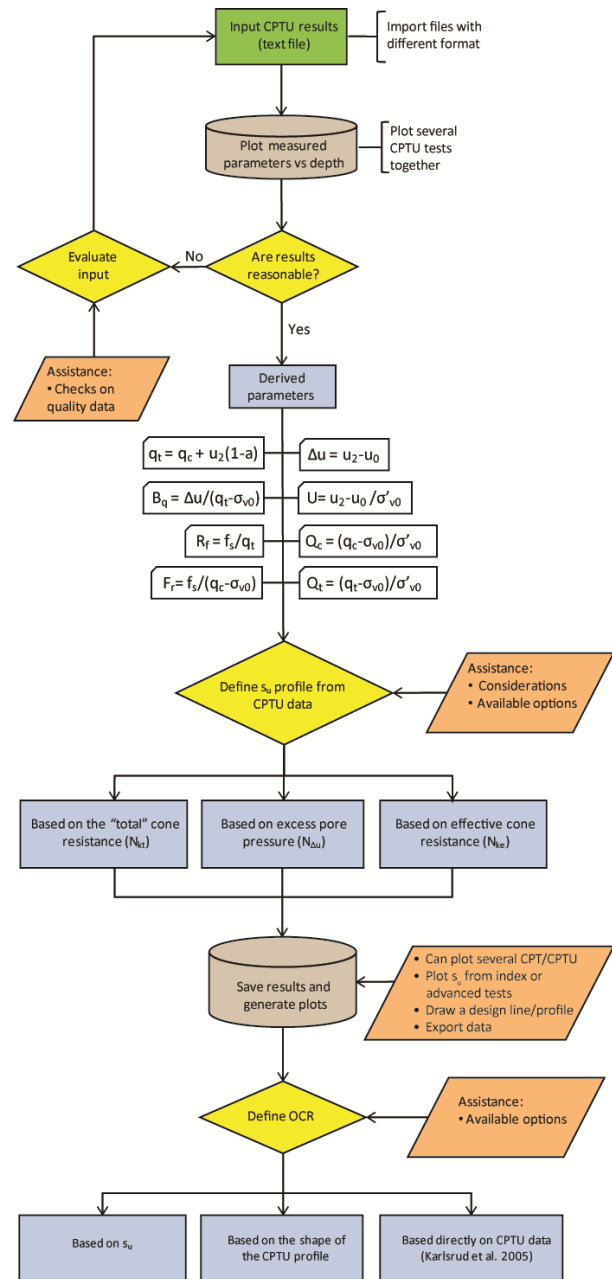 Input CPTU results
(text file)
Import files with
different format
Plot measured
parameters vs depth
Plot several
CPTU tests
together
Evaluate
input
No
Are results
reasonable?
Yes
Assistance:
• Checks on
quality data
Derived
parameters
qt = qc + u2(1-a)
Δu = u2-u0
Bq = Δu/(qt-σv0)
U= u2-u0 /σ'v0
Rf = fs/qt
Qc = (qc-σv0)/σ'v0
Fr= fs/(qc-σv0)
Qt = (qt-σv0)/σ'v0
Define su profile from
CPTU data
Assistance:
• Considerations
• Available options
Based on the “total” cone
resistance (Nkt)
Based on excess pore
pressure (NΔu)
Based on effective cone
resistance (Nke)
Save results and
generate plots
• Can plot several CPT/CPTU
• Plot su from index or
advanced tests
• Draw a design line/profile
• Export data
Define OCR
Assistance:
• Available options
Based on su
Based on the shape of
the CPTU profile
Based directly on CPTU data
(Karlsrud et al. 2005)